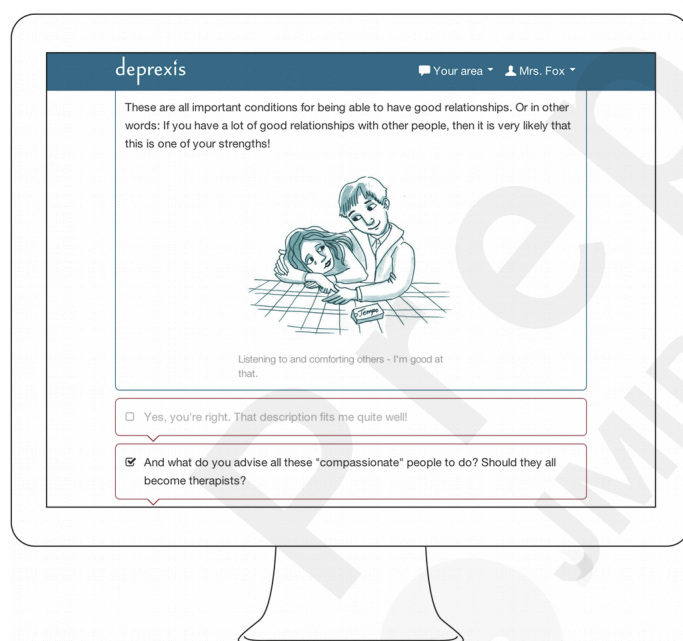 deprexis
Your area
Mrs. Fox
These are all important conditions for being able to have good relationships. Or in other
words: If you have a lot of good relationships with other people, then it is very likely that
this is one of your strengths!
Tempo
Listening to and comforting others - I'm good at
that.
Yes, you're right. That description fits me quite well!
And what do you advise all these "compassionate" people to do? Should they all
become therapists?
Prep
JMIR